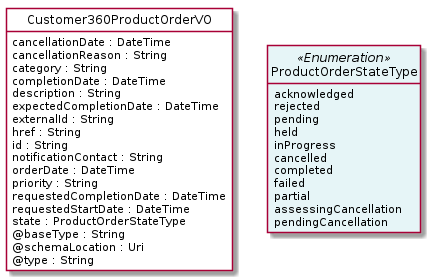 Customer360ProductOrderVO
cancellationDate : DateTime
cancellationReason : String
category : String
completionDate : DateTime
description : String
expectedCompletionDate : DateTime
externalId : String
href : String
id : String
notificationContact : String
orderDate : DateTime
priority : String
requestedCompletionDate : DateTime
requestedStartDate : DateTime
state : ProductOrderStateType
@baseType : String
@schemaLocation : Uri
@type : String
«Enumeration»
ProductOrderStateType
acknowledged
rejected
pending
held
inProgress
cancelled
completed
failed
partial
assessingCancellation
pendingCancellation